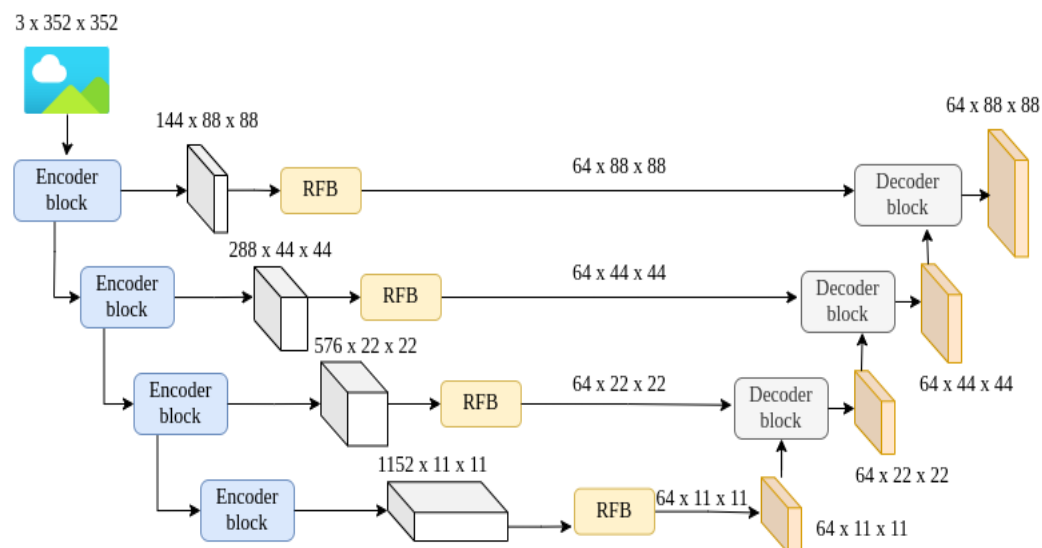 3 x 352 x 352
64 x 88 x 88
144 x 88 x 88
Encoder
block
RFB
64 x 88 x 88
Decoder
block
288 x 44 x 44
Encoder
block
RFB
64 x 44 x 44
Decoder
block
64 x 44 x 44
576 x 22 x 22
Encoder
block
RFB
64 x 22 x 22
Decoder
block
64 x 22 x 22
1152 x 11 x 11
Encoder
block
RFB
64 x 11 x 11
64 x 11 x 11